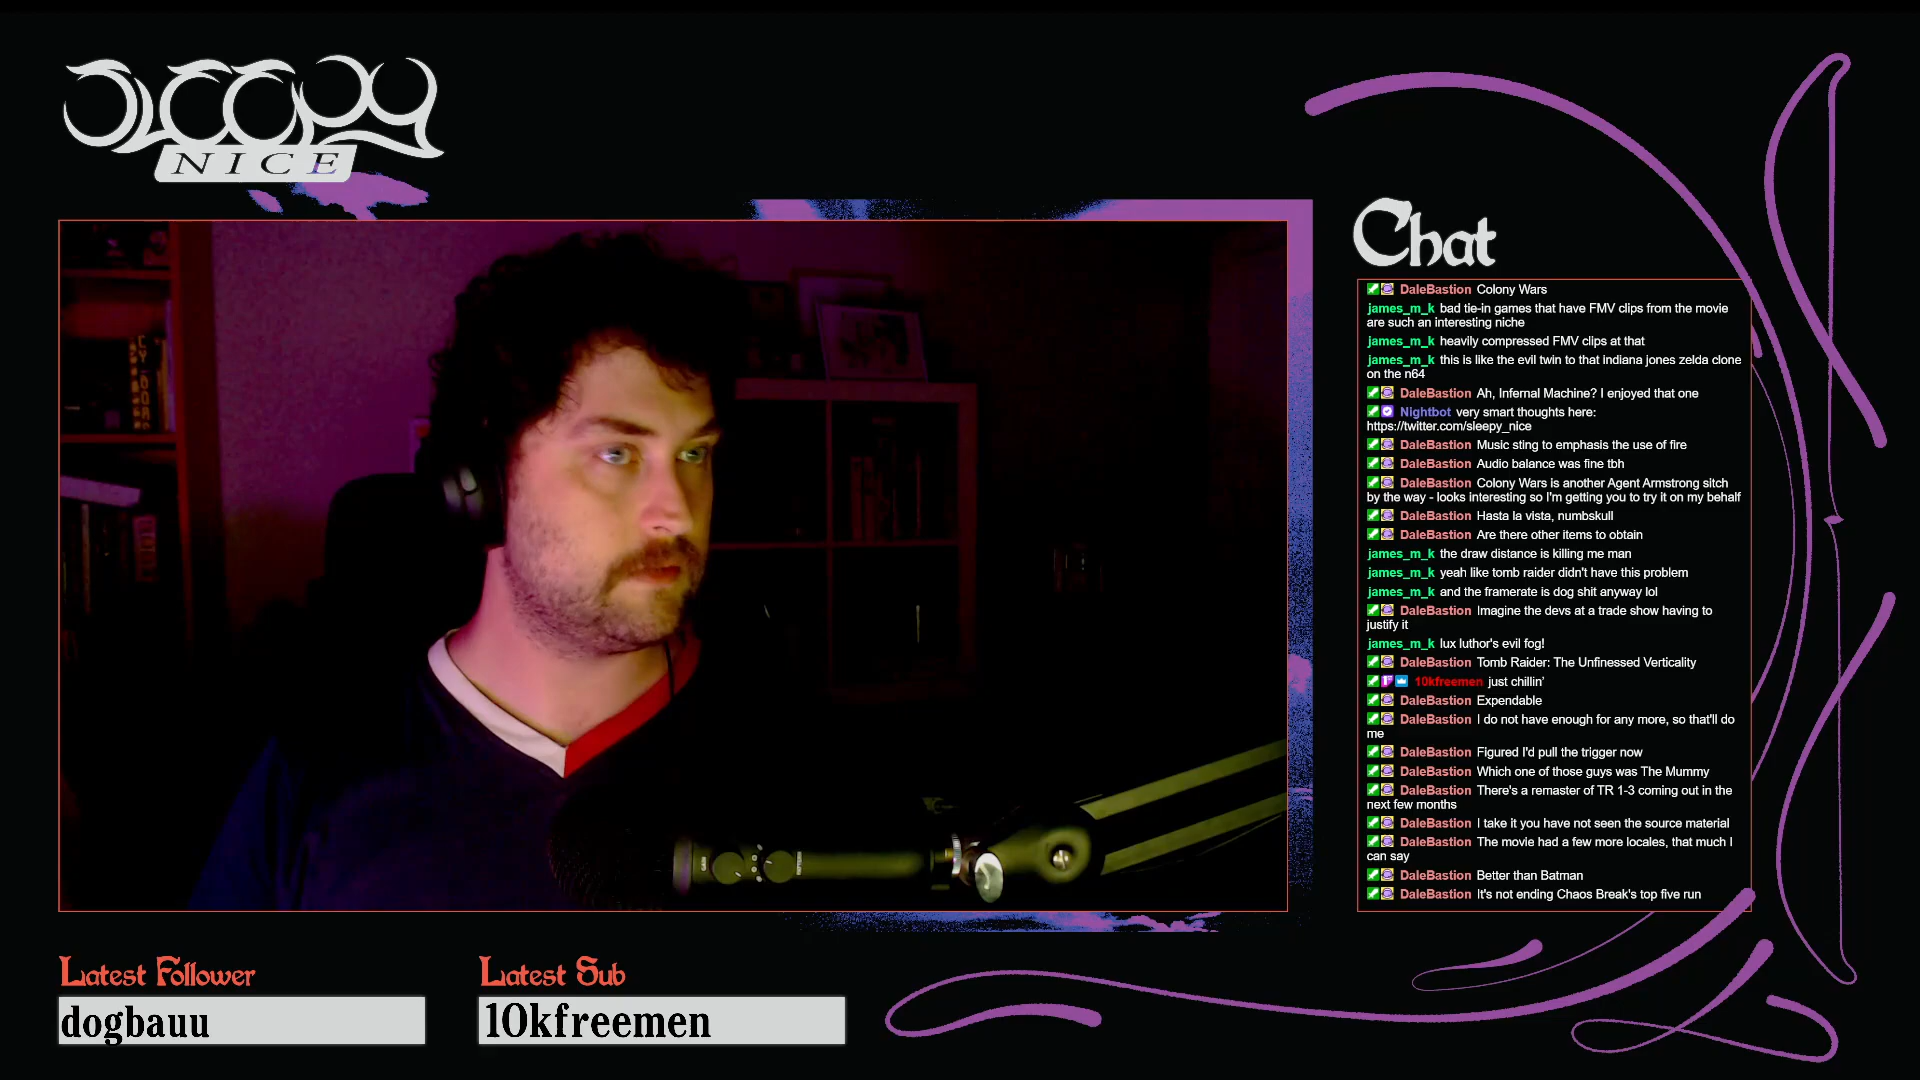 SLEEPY
NICE
Chat
DaleBastion Colony Wars
james_m_k bad tie-in games that have FMV clips from the movie
are such an interesting niche
james_m_k heavily compressed FMV clips at that
james_m_k this is like the evil twin to that indiana jones zelda clone
on the n64
DaleBastion Ah, Infernal Machine? I enjoyed that one
Nightbot very smart thoughts here:
https://twitter.com/sleepy_nice
DaleBastion Music sting to emphasis the use of fire
DaleBastion Audio balance was fine tbh
DaleBastion Colony Wars is another Agent Armstrong sitch
by the way - looks interesting so I'm getting you to try it on my behalf
DaleBastion Hasta la vista, numbskull
DaleBastion Are there other items to obtain
james_m_k the draw distance is killing me man
james_m_k yeah like tomb raider didn't have this problem
james_m_k and the framerate is dog shit anyway lol
DaleBastion Imagine the devs at a trade show having to
justify it
james_m_k lux luthor's evil fog!
DaleBastion Tomb Raider: The Unfinessed Verticality
10kfreemen just chillin'
DaleBastion Expendable
DaleBastion I do not have enough for any more, so that'll do
me
DaleBastion Figured I'd pull the trigger now
DaleBastion Which one of those guys was The Mummy
DaleBastion There's a remaster of TR 1-3 coming out in the
next few months
DaleBastion I take it you have not seen the source material
DaleBastion The movie had a few more locales, that much I
can say
DaleBastion Better than Batman
DaleBastion It's not ending Chaos Break's top five run
Latest Follower
dogbauu
Latest Sub
10kfreemen